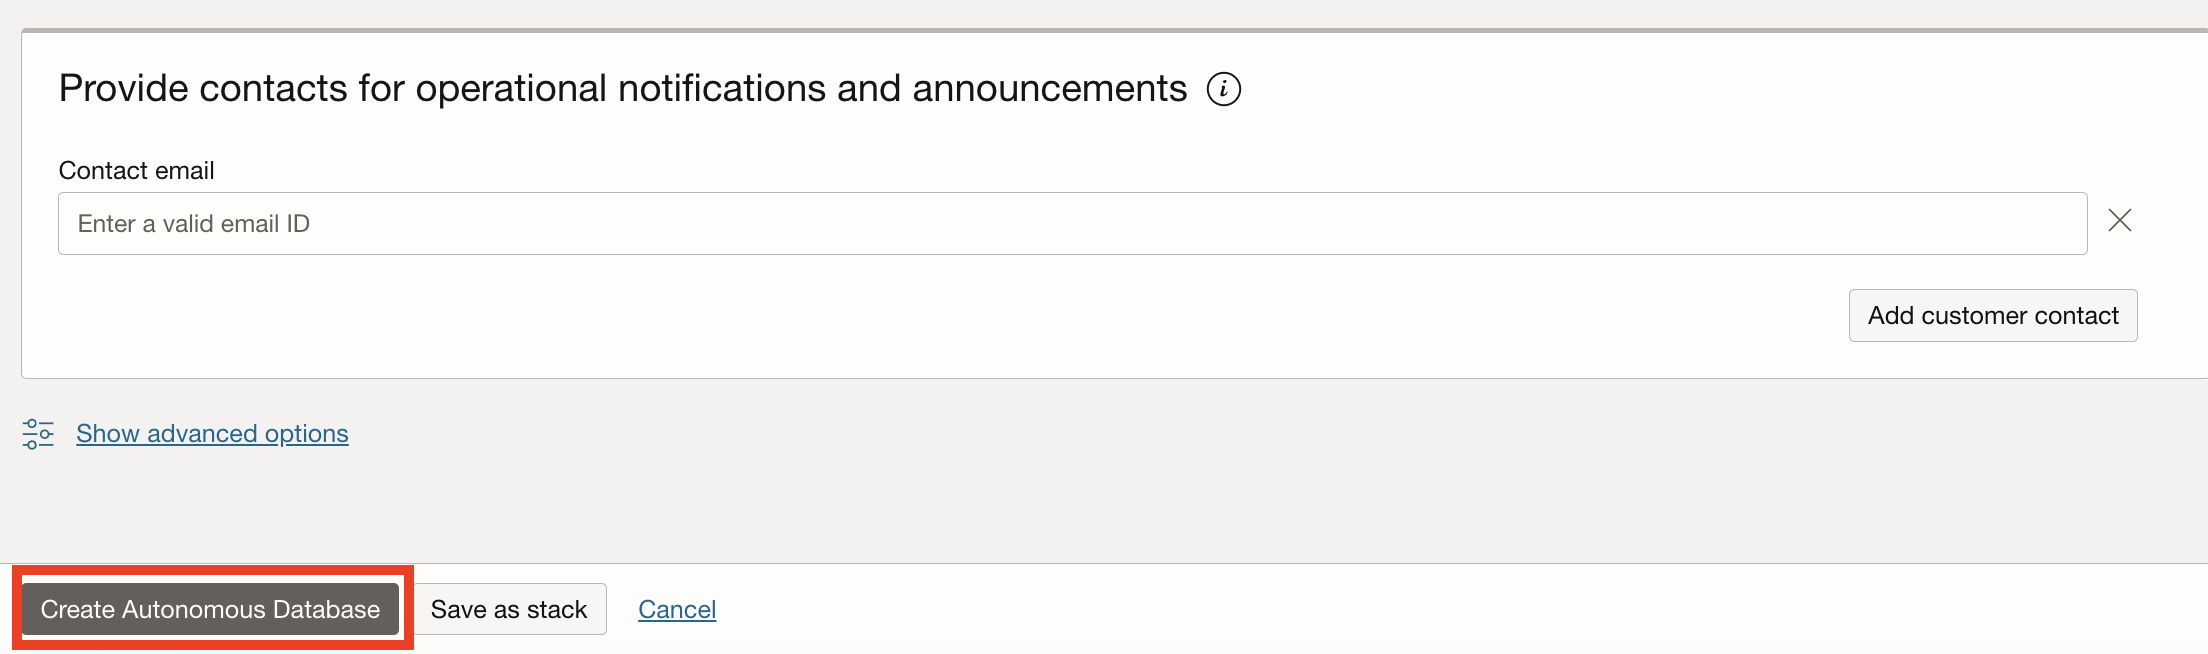 Provide contacts for operational notifications and announcements i
Contact email
Enter a valid email ID
Add customer contact
Show advanced options
Create Autonomous Database Save as stack Cancel